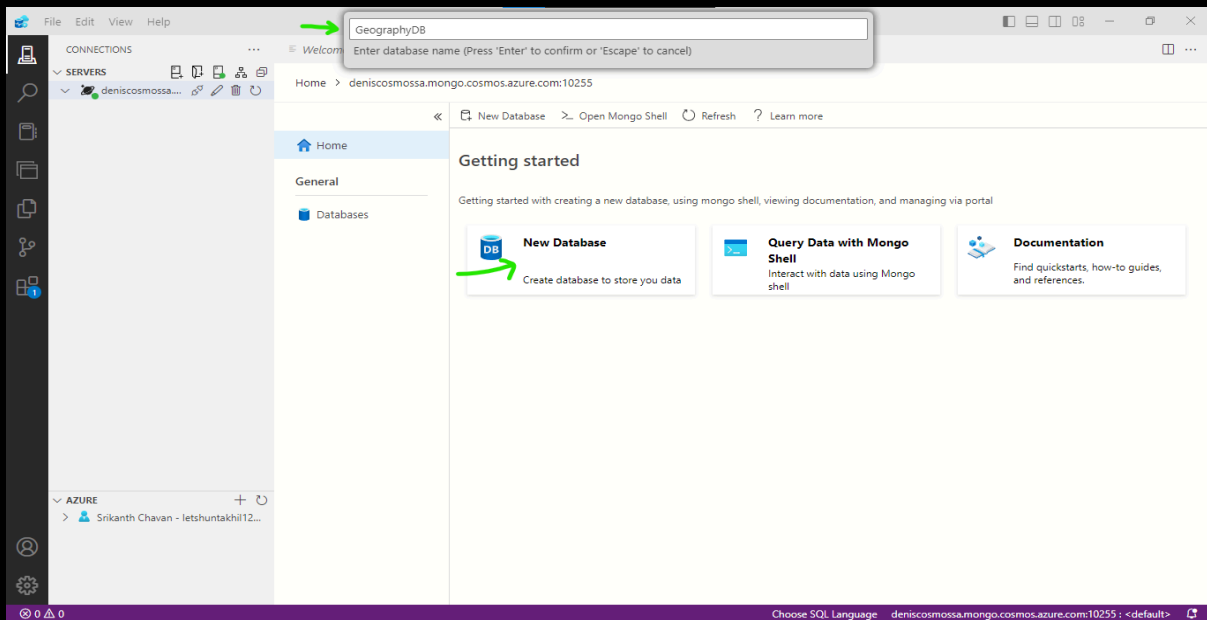 File Edit View Help
GeographyDB
Enter database name (Press 'Enter' to confirm or 'Escape' to cancel)
CONNECTIONS
Welcom
SERVERS
deniscosmossa....
Home > deniscosmossa.mongo.cosmos.azure.com:10255
New Database Open Mongo Shell Refresh Learn more
Home
General
Databases
Getting started
Getting started with creating a new database, using mongo shell, viewing documentation, and managing via portal
DB
New Database
Create database to store you data
Query Data with Mongo
Shell
Interact with data using Mongo
shell
Documentation
Find quickstarts, how-to guides,
and references.
1
AZURE
Srikanth Chavan - letshuntakhil12...
0 0
Choose SQL Language deniscosmossa.mongo.cosmos.azure.com:10255 : <default>